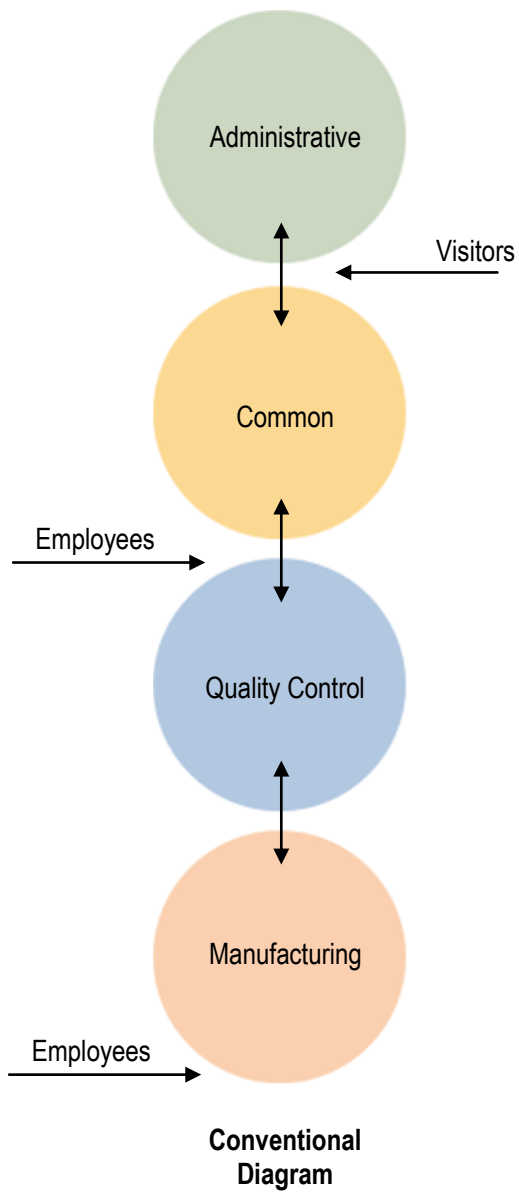 Administrative
Visitors
Common
Employees
Quality Control
Manufacturing
Employees
Conventional
Diagram